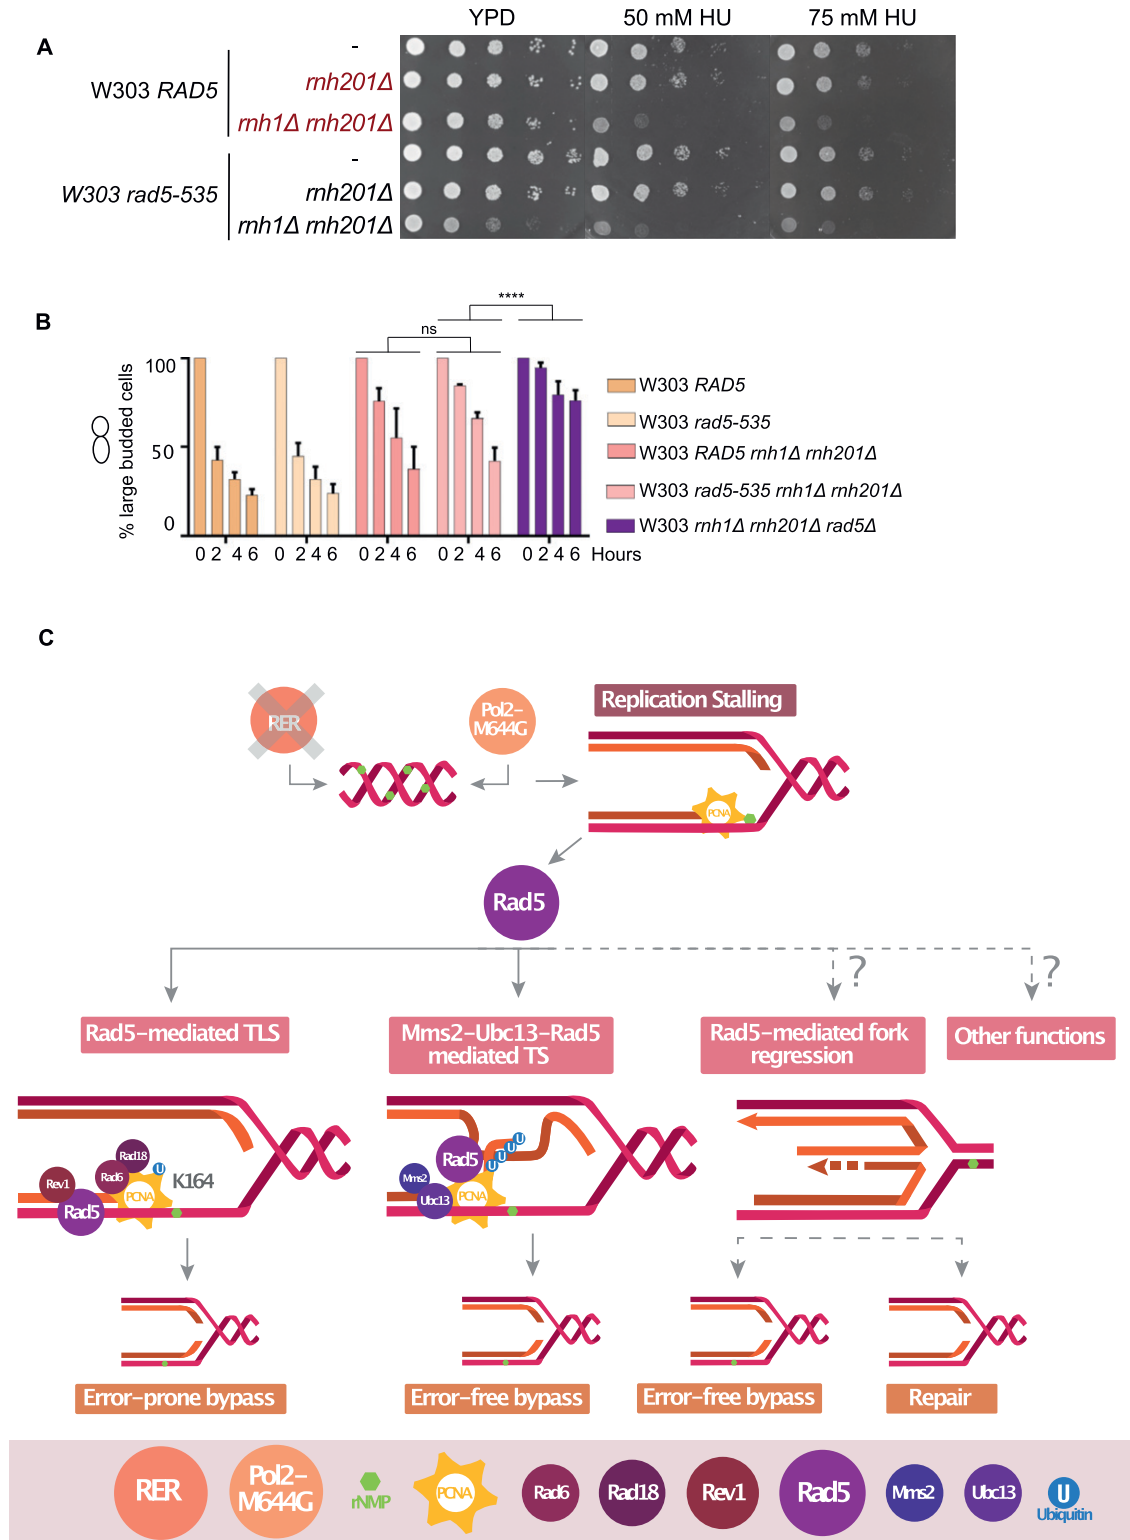 A
YPD 50 mM HU 75 mM HU
W303 RAD5
-
rnh201Δ
rnh1Δ rnh201Δ
W303 rad5-535
-
rnh201Δ
rnh1Δ rnh201Δ
B
% large budded cells
100
50
0
ns
****
0 2 4 6 0 2 4 6 0 2 4 6 0 2 4 6 0 2 4 6 Hours
W303 RAD5
W303 rad5-535
W303 RAD5 rnh1Δ rnh201Δ
W303 rad5-535 rnh1Δ rnh201Δ
W303 rnh1Δ rnh201Δ rad5Δ
C
RER
Pol2-
M644G
Replication Stalling
PCNA
Rad5
?
?
Rad5-mediated TLS
Mms2-Ubc13-Rad5
mediated TS
Rad5-mediated fork
regression
Other functions
Rad18
Rad6
U
K164
Rev1
PCNA
Rad5
U
U
U
U
Rad5
Mms2
Ubc13
PCNA
Error-prone bypass
Error-free bypass
Error-free bypass
Repair
RER
Pol2-
M644G
rNMP
PCNA
Rad6
Rad18
Rev1
Rad5
Mms2
Ubc13
U
Ubiquitin